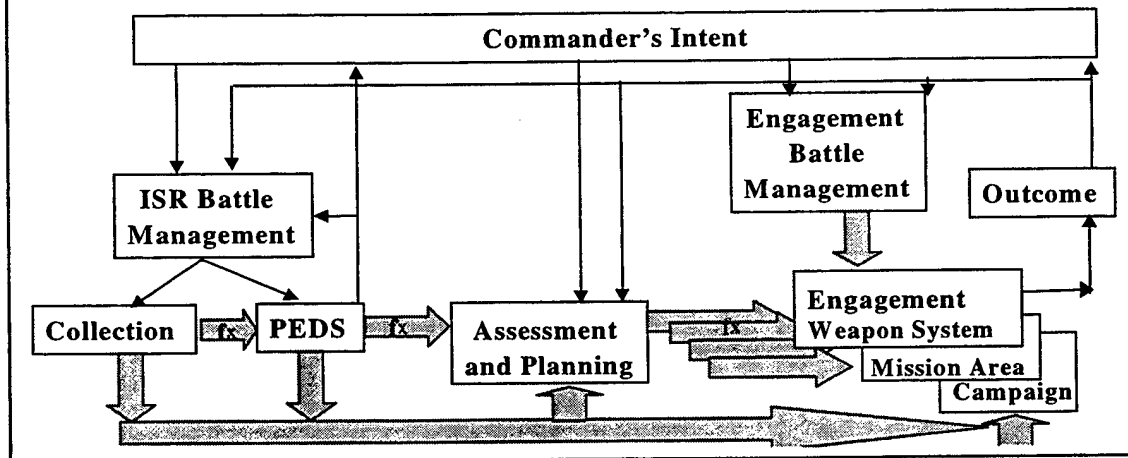 Commander's Intent
Engagement
Battle
Management
ISR Battle
Management
Outcome
Collection
fx
PEDS
fx
Assessment
and Planning
fx
Engagement
Weapon System
Mission Area
Campaign